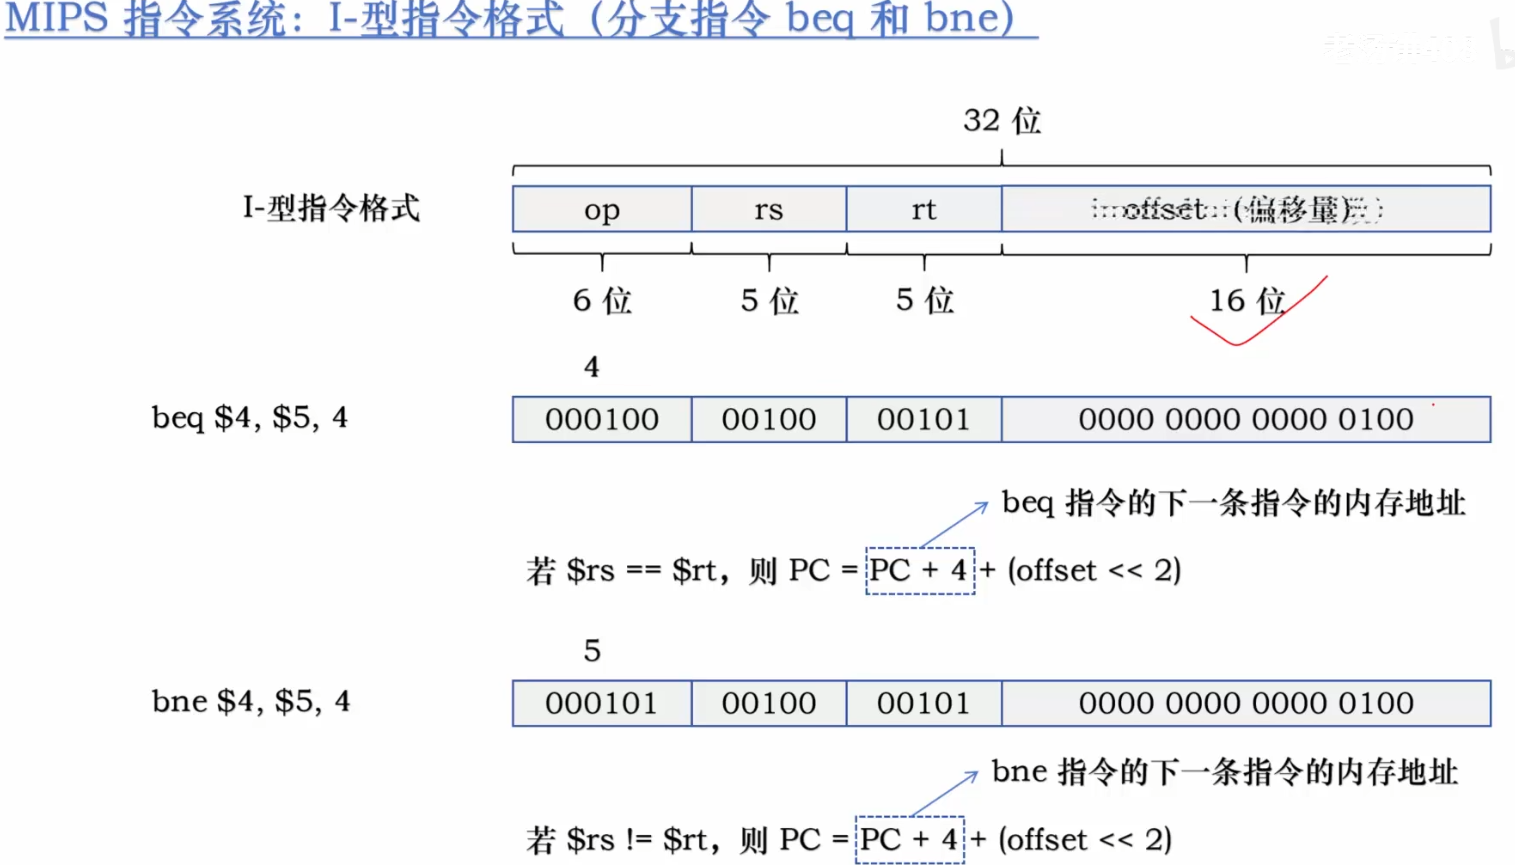 MIPS 指令系统：I-型指令格式（分支指令 beq 和 bne）
32 位
I-型指令格式 op rs rt offset （偏移量）
6 位 5 位 5 位 16 位
4
beq $4, $5, 4 000100 00100 00101 0000 0000 0000 0100
beq 指令的下一条指令的内存地址
若 $rs == $rt，则 PC = PC + 4 + (offset << 2)
5
bne $4, $5, 4 000101 00100 00101 0000 0000 0000 0100
bne 指令的下一条指令的内存地址
若 $rs != $rt，则 PC = PC + 4 + (offset << 2)